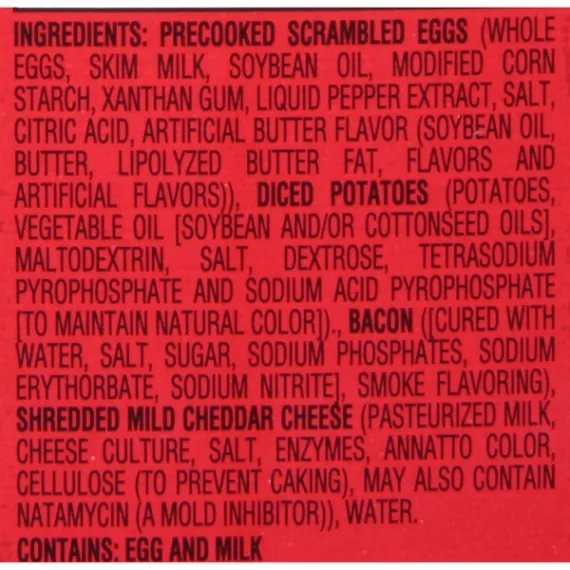 INGREDIENTS: PRECOOKED SCRAMBLED EGGS (WHOLE
EGGS, SKIM MILK, SOYBEAN OIL, MODIFIED CORN
STARCH, XANTHAN GUM, LIQUID PEPPER EXTRACT, SALT,
CITRIC ACID, ARTIFICIAL BUTTER FLAVOR (SOYBEAN OIL,
BUTTER, LIPOLYZED BUTTER FAT, FLAVORS AND
ARTIFICIAL FLAVORS)), DICED POTATOES (POTATOES,
VEGETABLE OIL [SOYBEAN AND/OR COTTONSEED OILS],
MALTODEXTRIN, SALT, DEXTROSE, TETRASODIUM
PYROPHOSPHATE AND SODIUM ACID PYROPHOSPHATE
[TO MAINTAIN NATURAL COLOR])., BACON ([CURED WITH
WATER, SALT, SUGAR, SODIUM PHOSPHATES, SODIUM
ERYTHORBATE, SODIUM NITRITE], SMOKE FLAVORING),
SHREDDED MILD CHEDDAR CHEESE (PASTEURIZED MILK,
CHEESE CULTURE, SALT, ENZYMES, ANNATTO COLOR,
CELLULOSE (TO PREVENT CAKING), MAY ALSO CONTAIN
NATAMYCIN (A MOLD INHIBITOR)), WATER.
CONTAINS: EGG AND MILK